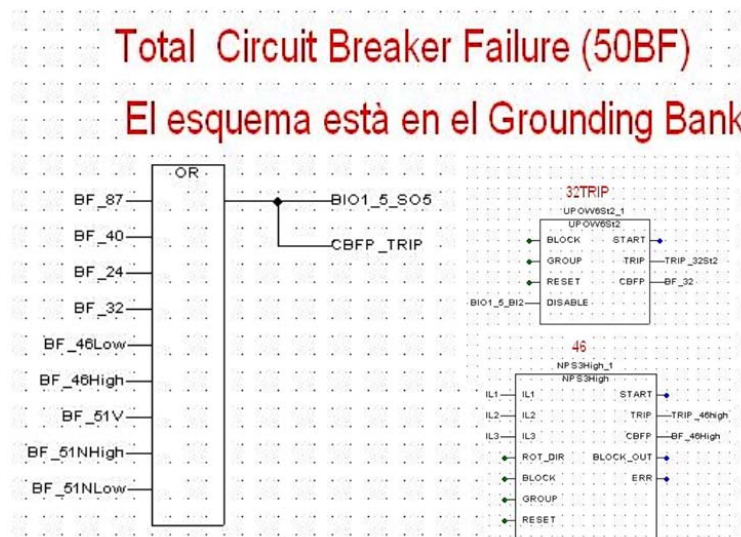 Total Circuit Breaker Failure (50BF)
El esquema està en el Grounding Bank
OR
BF_87
BF_40
BF_24
BF_32
BF_46Low
BF_46High
BF_51V
BF_51NHigh
BF_51NLow
BIO1_5_SO5
CBFP_TRIP
32TRIP
UPOW6St2_1
UPOW6St2
BLOCK START
GROUP TRIP TRIP_32St2
RESET CBFP BF_32
BIO1_5_BI2 DISABLE
46
NPS3High_1
NPS3High
IL1 IL1 START
IL2 IL2 TRIP TRIP_46high
IL3 IL3 CBFP BF_46High
ROT_DIR BLOCK_OUT
BLOCK ERR
GROUP
RESET